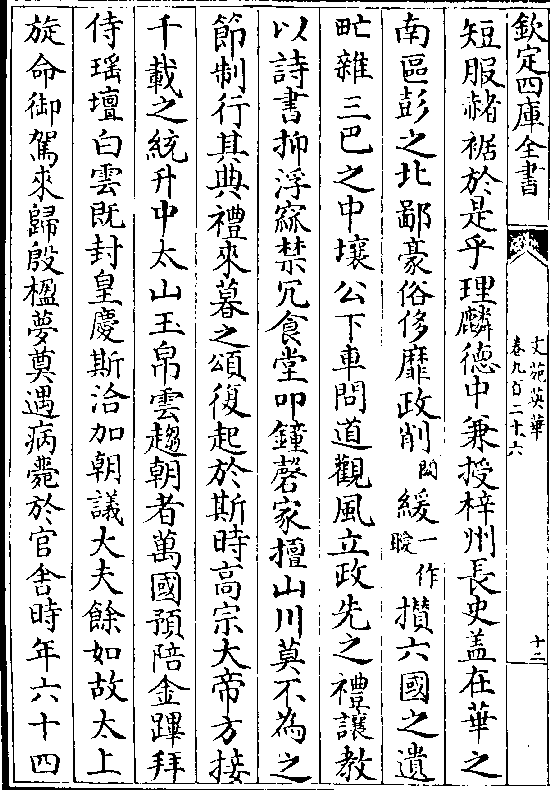 欽定四庫全書
文苑英華
卷九百二十六
十二
短服赭裾於是乎理麟德中兼授梓州長史蓋在華之
南區彭之北鄙豪俗侈靡政削闕緩一作䁔攢六國之遺
甿雜三巴之中壤公下車問道觀風立政先之禮讓教
以詩書抑浮窳禁冗食堂叩鐘磬家擅山川莫不為之
節制行其典禮來暮之頌復起於斯時高宗大帝方接
千載之統升中太山玉帛雲趨朝者萬國預陪金蹕拜
侍瑶壇白雲既封皇慶斯洽加朝議大夫餘如故太上
旋命御駕來歸殷楹夢奠遇病薨於官舍時年六十四